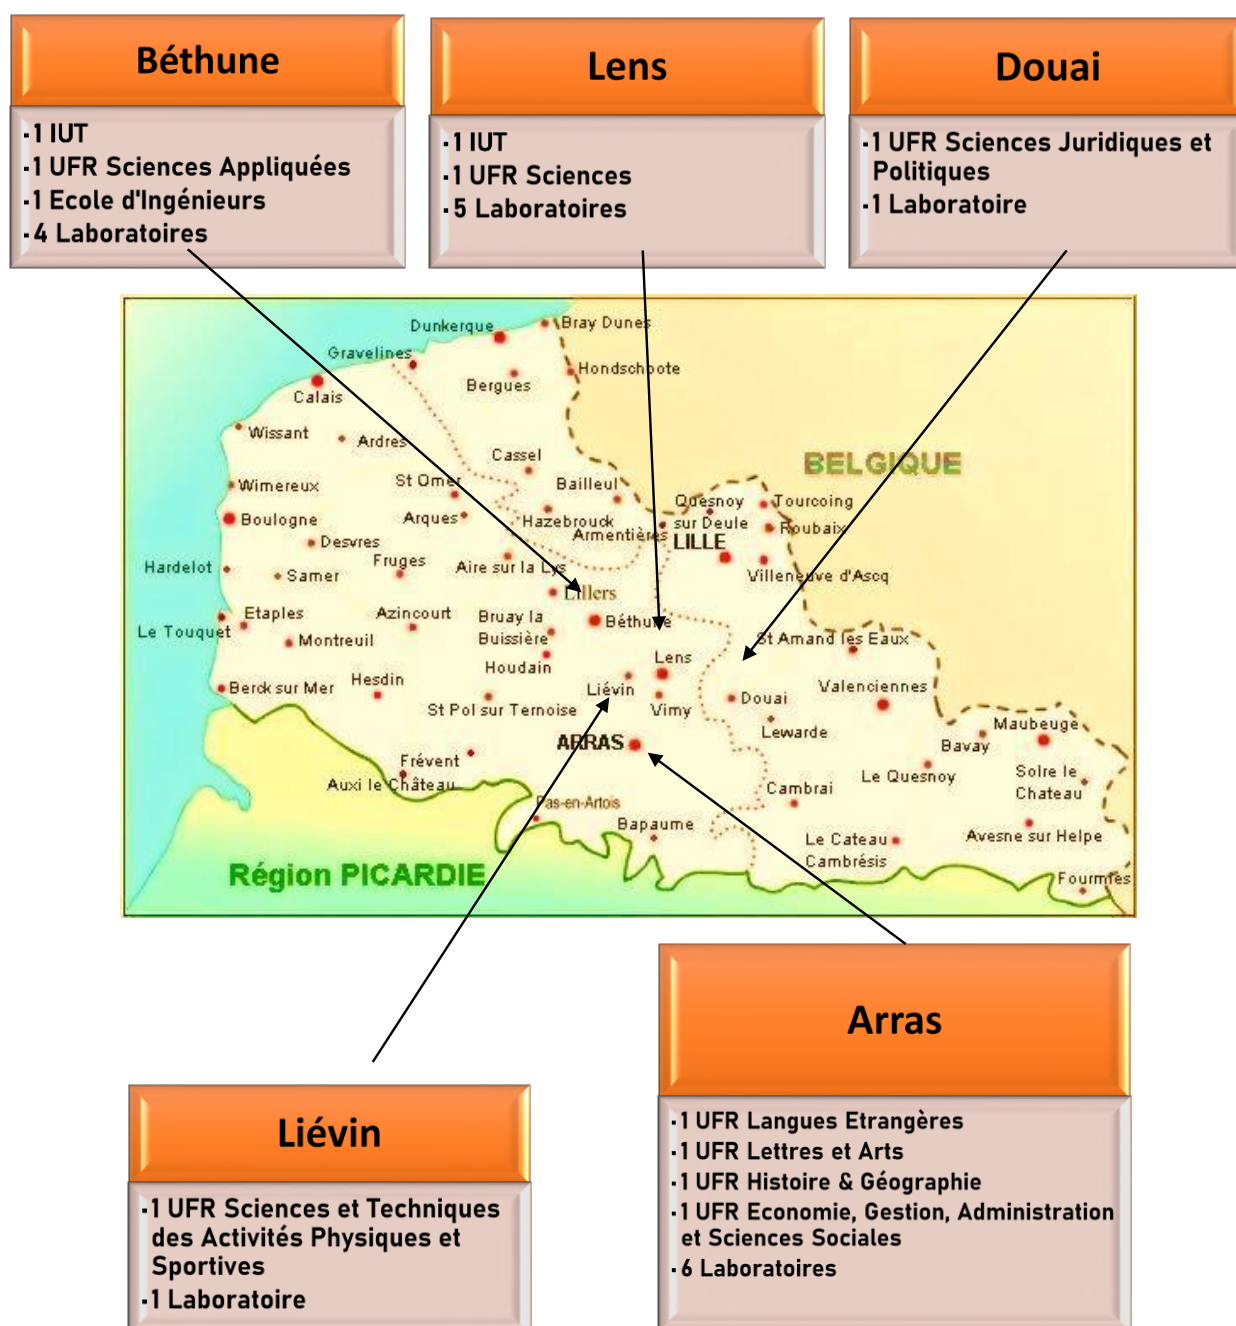 Béthune
-1 IUT
-1 UFR Sciences Appliquées
-1 Ecole d'Ingénieurs
-4 Laboratoires
Lens
-1 IUT
-1 UFR Sciences
-5 Laboratoires
Douai
-1 UFR Sciences Juridiques et
Politiques
-1 Laboratoire
Dunkerque
Bray Dunes
Gravelines
Hondschoote
Bergues
Calais
Wissant
Ardres
Cassel
BELGIQUE
St Omer
Bailleul
Wimereux
Quesnoy
sur Deule
Tourcoing
Arques
Hazebrouck
Boulogne
Armentières
Roubaix
LILLE
Desvres
Fruges
Aire sur la Lys
Hardelot
Samer
Villeneuve d'Ascq
Lillers
Etaples
Azincourt
Bruay la
Buissière
Béthune
Le Touquet
Montreuil
St Amand les Eaux
Houdain
Lens
Berck sur Mer
Hesdin
Liévin
Valenciennes
St Pol sur Ternoise
Vimy
Douai
Lewarde
Maubeuge
ARRAS
Bavay
Frévent
Auxi le Château
Le Quesnoy
Solre le
Chateau
Cambrai
Pas-en-Artois
Bapaume
Le Cateau
Cambrésis
Avesne sur Helpe
Région PICARDIE
Fourmies
Liévin
-1 UFR Sciences et Techniques
des Activités Physiques et
Sportives
-1 Laboratoire
Arras
-1 UFR Langues Etrangères
-1 UFR Lettres et Arts
-1 UFR Histoire & Géographie
-1 UFR Economie, Gestion, Administration
et Sciences Sociales
-6 Laboratoires